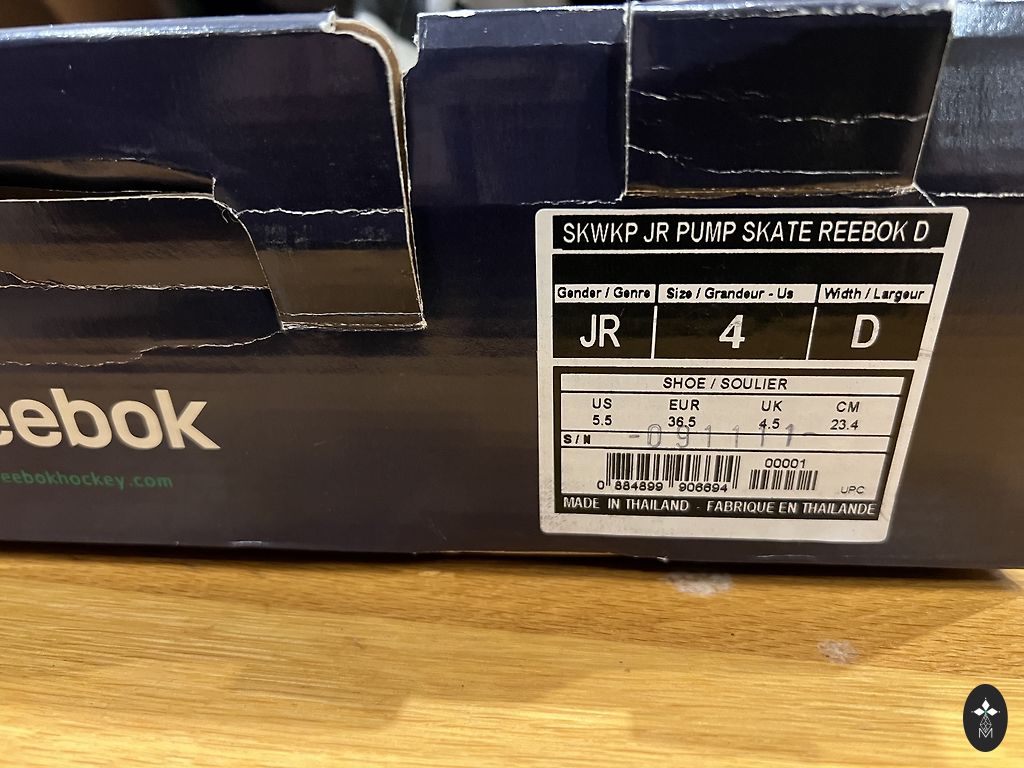 SKWKP JR PUMP SKATE REEBOK D
Gender / Genre Size / Grandeur - Us Width / Largeur
JR 4 D
SHOE / SOULIER
US EUR UK CM
5.5 36.5 4.5 23.4
S/N -091111-
00001
0 884899 906694 UPC
MADE IN THAILAND - FABRIQUE EN THAILANDE
eebok
eebokhockey.com
M